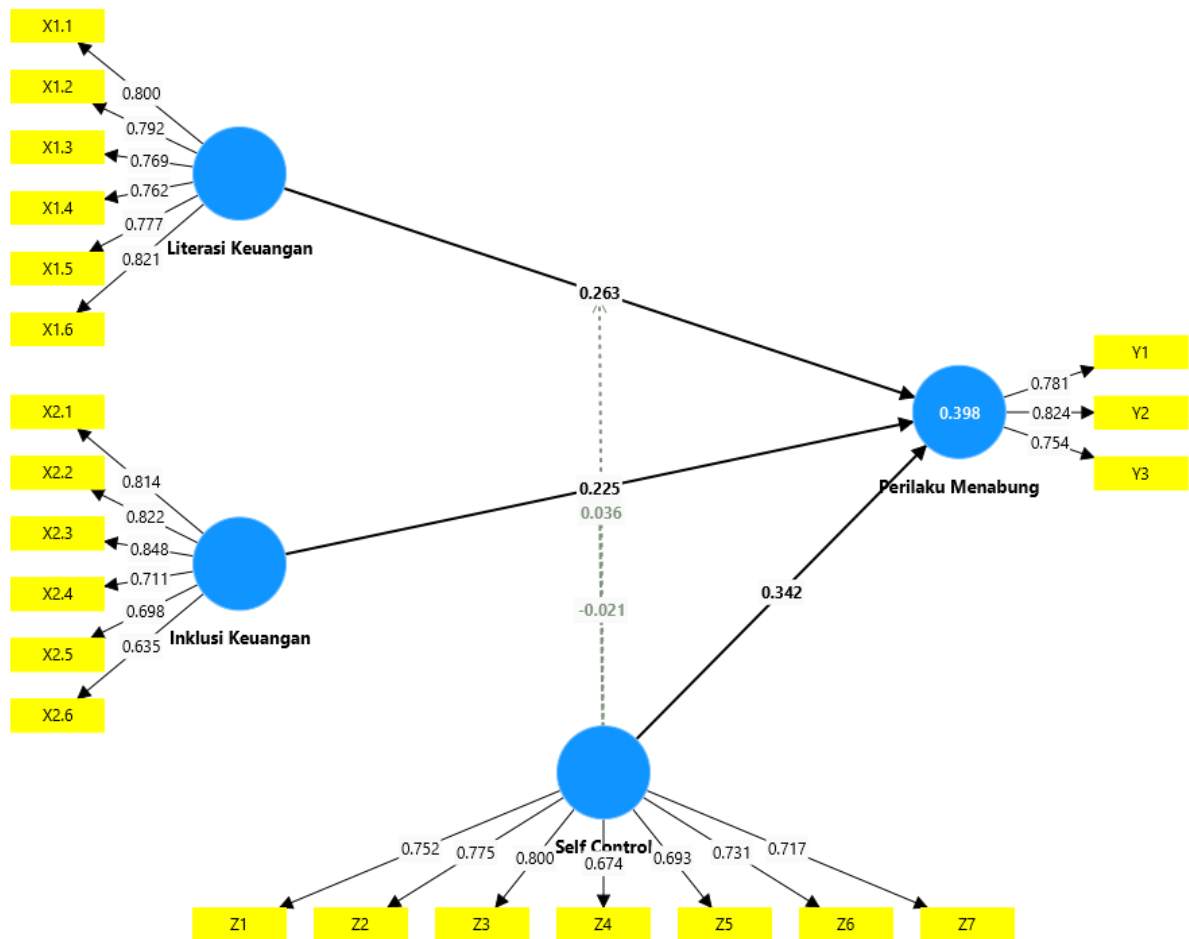 X1.1
X1.2
X1.3
X1.4
X1.5
X1.6
0.800
0.792
0.769
0.762
0.777
0.821
Literasi Keuangan
X2.1
X2.2
X2.3
X2.4
X2.5
X2.6
0.814
0.822
0.848
0.711
0.698
0.635
Inklusi Keuangan
0.263
0.225
0.036
-0.021
0.342
0.398
Perilaku Menabung
0.781
0.824
0.754
Y1
Y2
Y3
Self Control
0.752
0.775
0.800
0.674
0.693
0.731
0.717
Z1
Z2
Z3
Z4
Z5
Z6
Z7